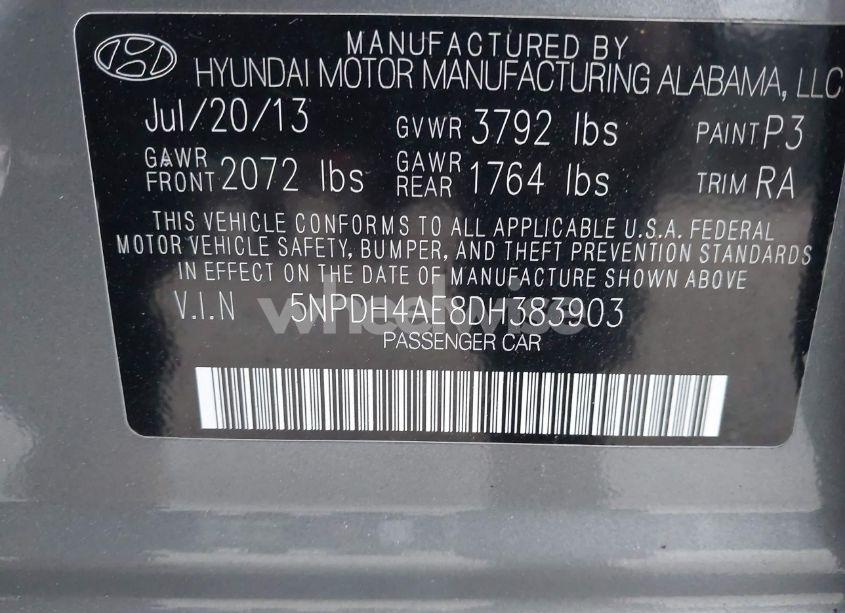 MANUFACTURED BY
HYUNDAI MOTOR MANUFACTURING ALABAMA, LLC
Jul/20/13 GVWR 3792 lbs PAINT P3
GAWR FRONT 2072 lbs GAWR REAR 1764 lbs TRIM RA
THIS VEHICLE CONFORMS TO ALL APPLICABLE U.S.A. FEDERAL
MOTOR VEHICLE SAFETY, BUMPER, AND THEFT PREVENTION STANDARDS
IN EFFECT ON THE DATE OF MANUFACTURE SHOWN ABOVE
V.I.N 5NPDH4AE8DH383903
PASSENGER CAR